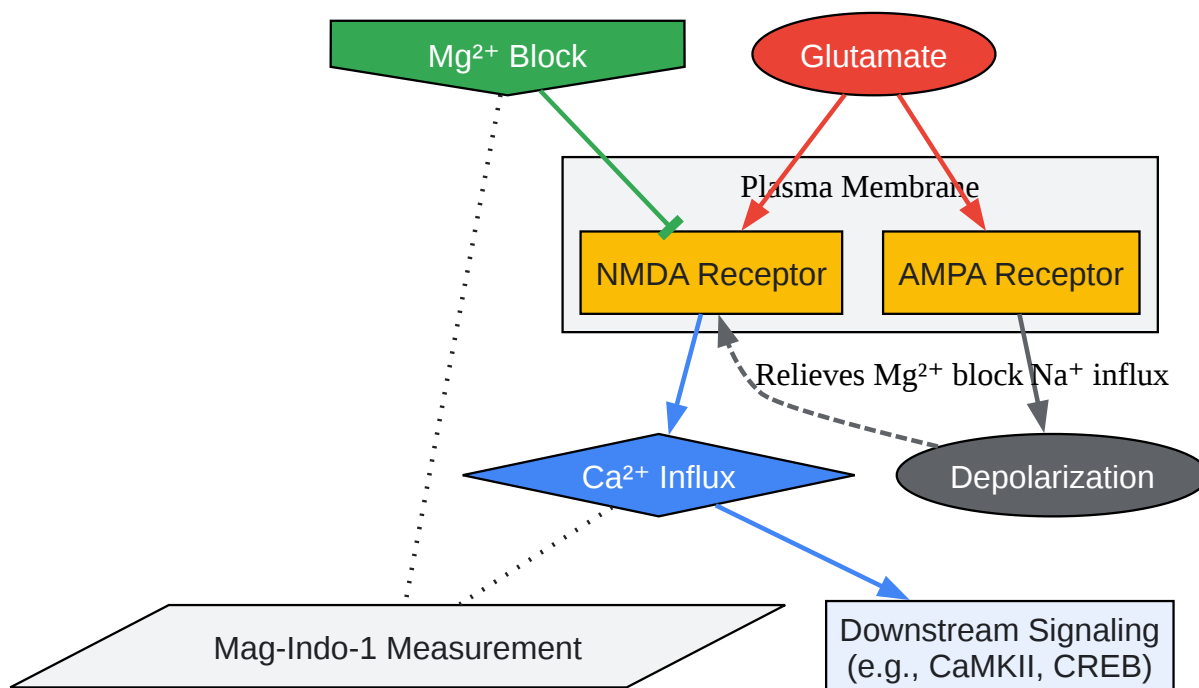 Mg²⁺ Block
Glutamate
Plasma Membrane
NMDA Receptor
AMPA Receptor
Relieves Mg²⁺ block
Na⁺ influx
Ca²⁺ Influx
Depolarization
Mag-Indo-1 Measurement
Downstream Signaling
(e.g., CaMKII, CREB)